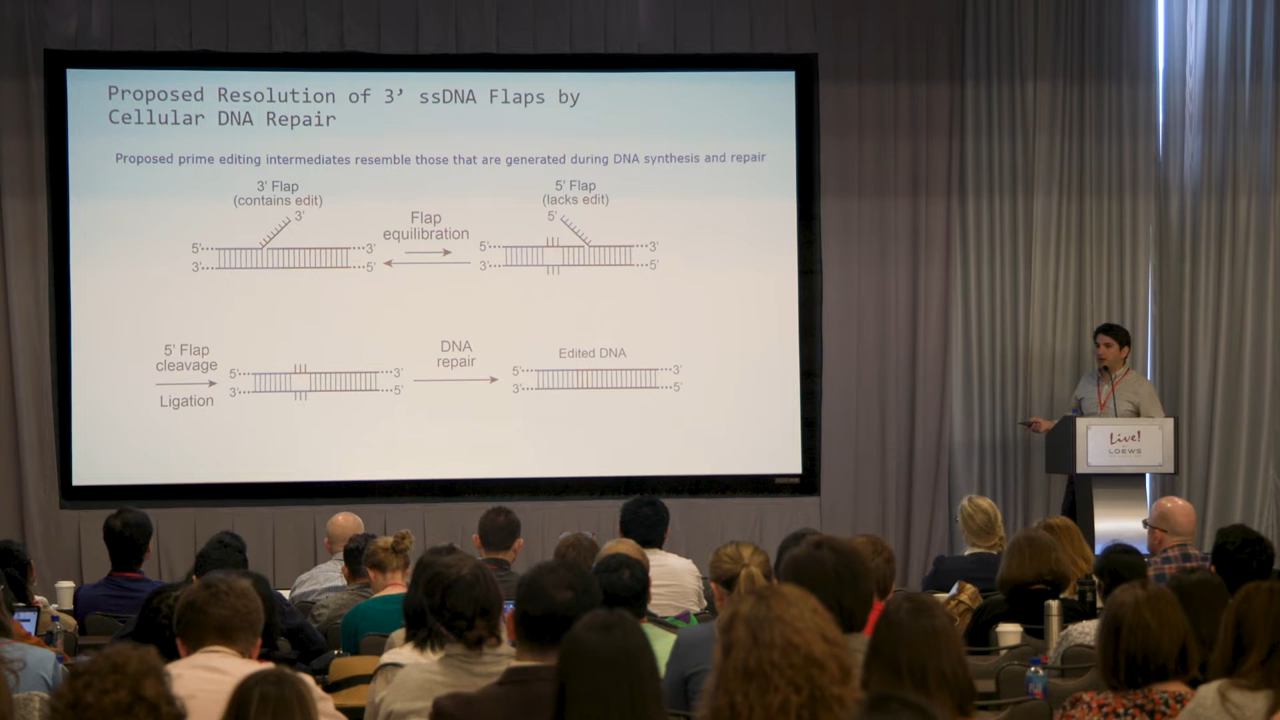 Proposed Resolution of 3’ ssDNA Flaps by
Cellular DNA Repair
Proposed prime editing intermediates resemble those that are generated during DNA synthesis and repair
3' Flap
(contains edit)
3'
5' 3'
3' 5'
Flap
equilibration
5' Flap
(lacks edit)
5'
5' 3'
3' 5'
5' Flap
cleavage
Ligation
5' 3'
3' 5'
DNA
repair
Edited DNA
5' 3'
3' 5'
Live!
LOEWS